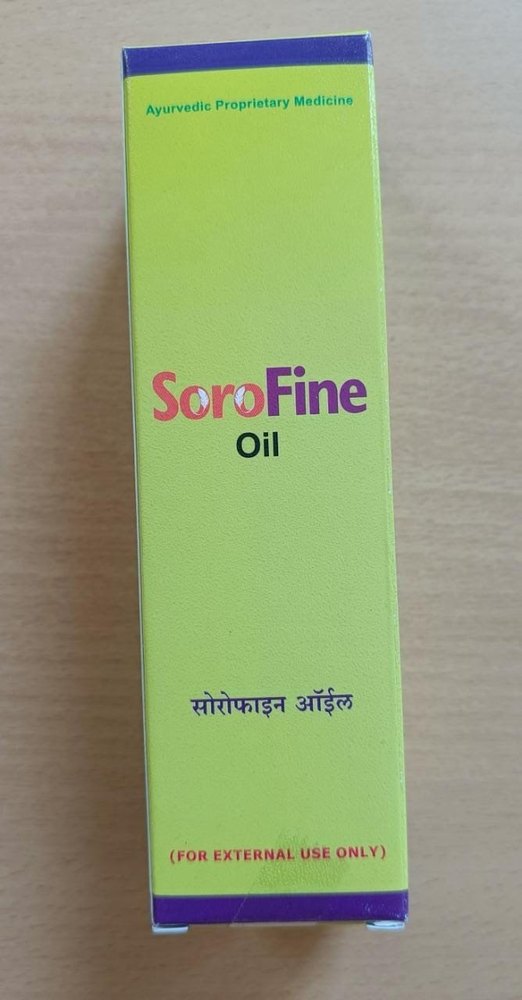 Ayurvedic Proprietary Medicine
SoroFine
Oil
सोरोफाइन ऑईल
(FOR EXTERNAL USE ONLY)